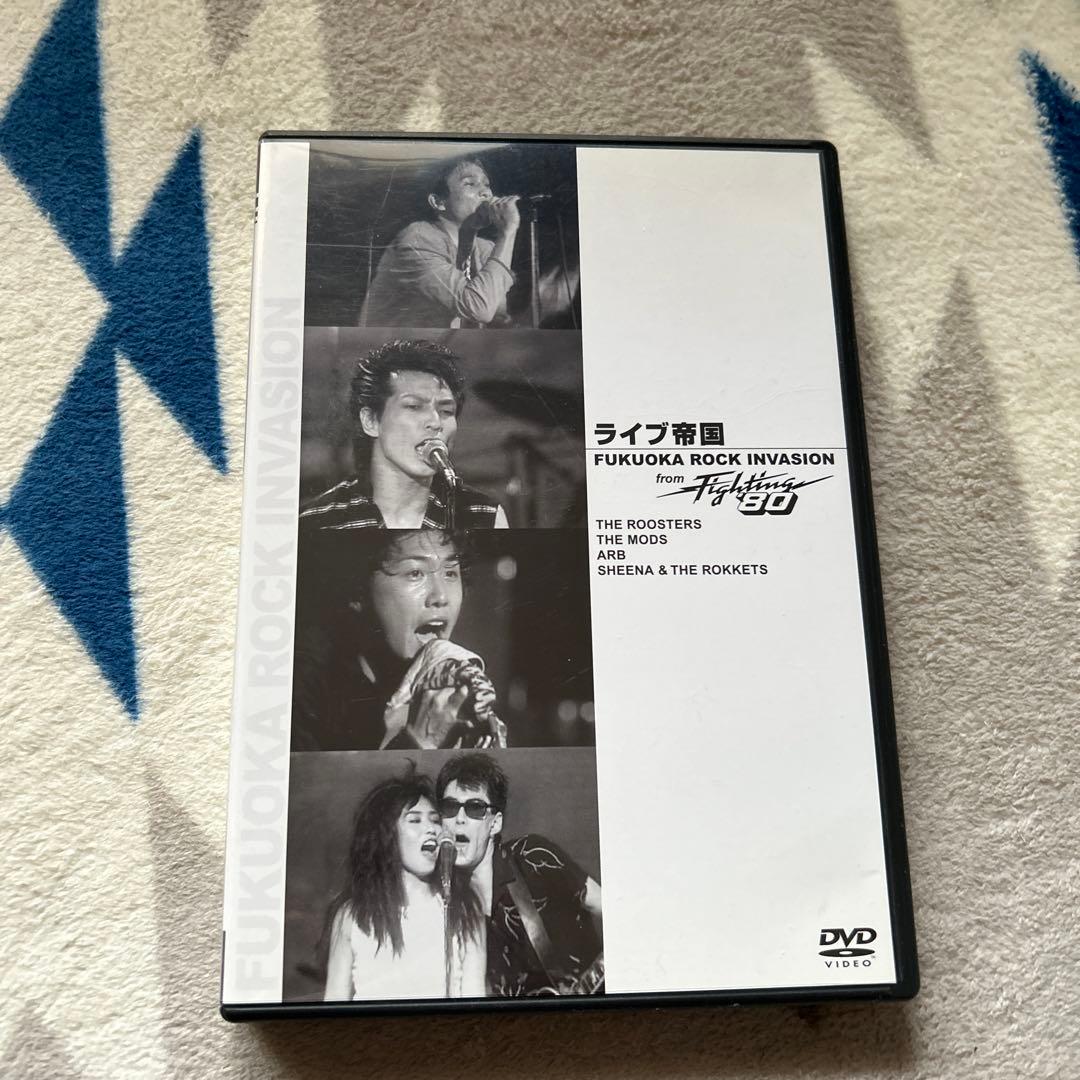 FUKUOKA ROCK INVASION
ライブ帝国
FUKUOKA ROCK INVASION
from Fighting 80
THE ROOSTERS
THE MODS
ARB
SHEENA & THE ROKKETS
DVD
VIDEO